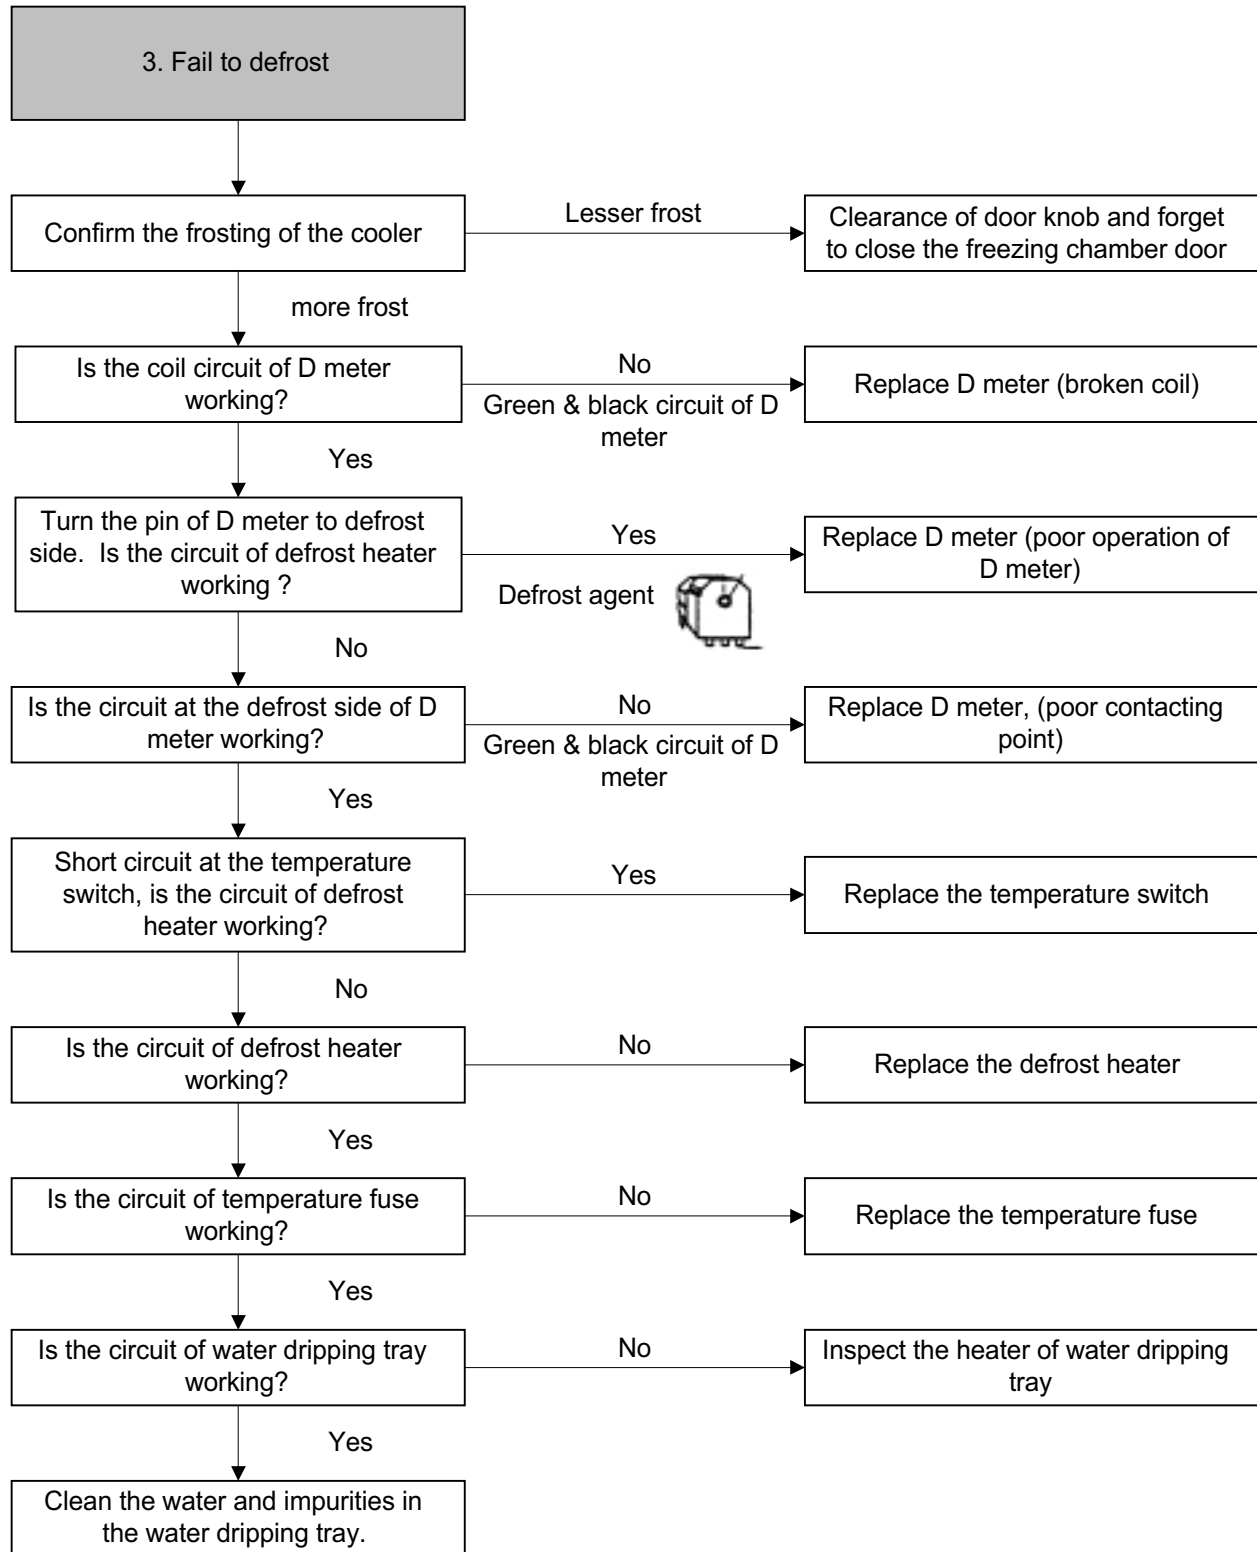 3. Fail to defrost
Confirm the frosting of the cooler
Lesser frost
Clearance of door knob and forget
to close the freezing chamber door
more frost
Is the coil circuit of D meter
working?
No
Green & black circuit of D
meter
Replace D meter (broken coil)
Yes
Turn the pin of D meter to defrost
side. Is the circuit of defrost heater
working ?
Yes
Defrost agent
Replace D meter (poor operation of
D meter)
No
Is the circuit at the defrost side of D
meter working?
No
Green & black circuit of D
meter
Replace D meter, (poor contacting
point)
Yes
Short circuit at the temperature
switch, is the circuit of defrost
heater working?
Yes
Replace the temperature switch
No
Is the circuit of defrost heater
working?
No
Replace the defrost heater
Yes
Is the circuit of temperature fuse
working?
No
Replace the temperature fuse
Yes
Is the circuit of water dripping tray
working?
No
Inspect the heater of water dripping
tray
Yes
Clean the water and impurities in
the water dripping tray.